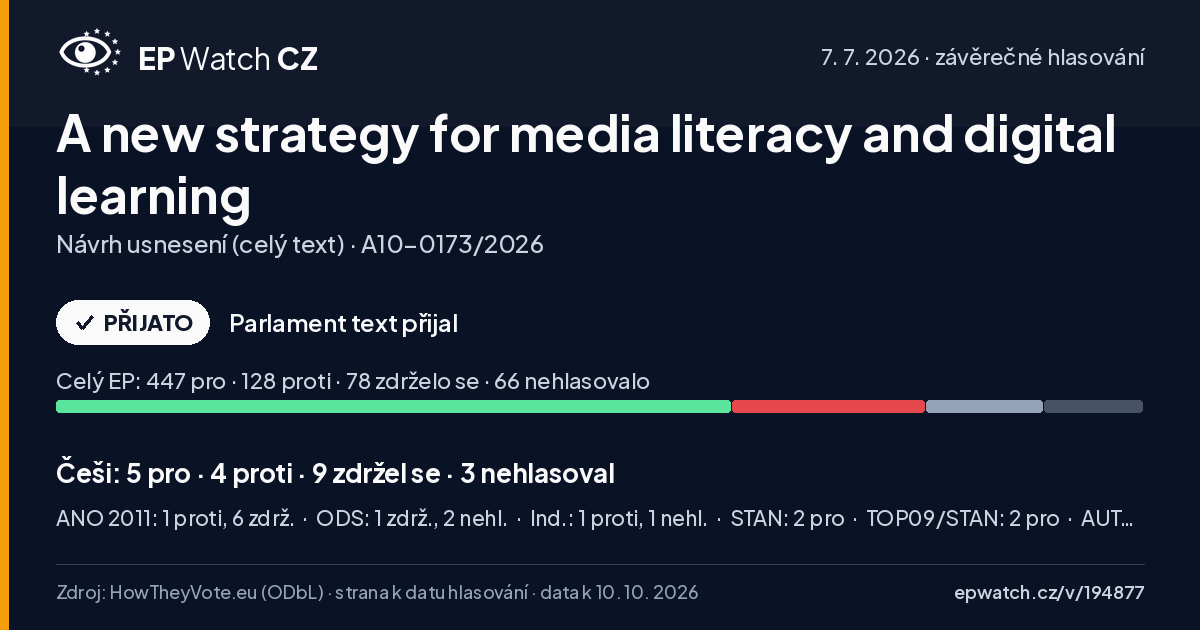 EP Watch CZ
7. 7. 2026 · závěrečné hlasování
A new strategy for media literacy and digital
learning
Návrh usnesení (celý text) · A10–0173/2026
✓ PŘIJATO
Parlament text přijal
Celý EP: 447 pro · 128 proti · 78 zdrželo se · 66 nehlasovalo
Češi: 5 pro · 4 proti · 9 zdržel se · 3 nehlasoval
ANO 2011: 1 proti, 6 zdrž. · ODS: 1 zdrž., 2 nehl. · Ind.: 1 proti, 1 nehl. · STAN: 2 pro · TOP09/STAN: 2 pro · AUT…
Zdroj: HowTheyVote.eu (ODbL) · strana k datu hlasování · data k 10. 10. 2026
epwatch.cz/v/194877